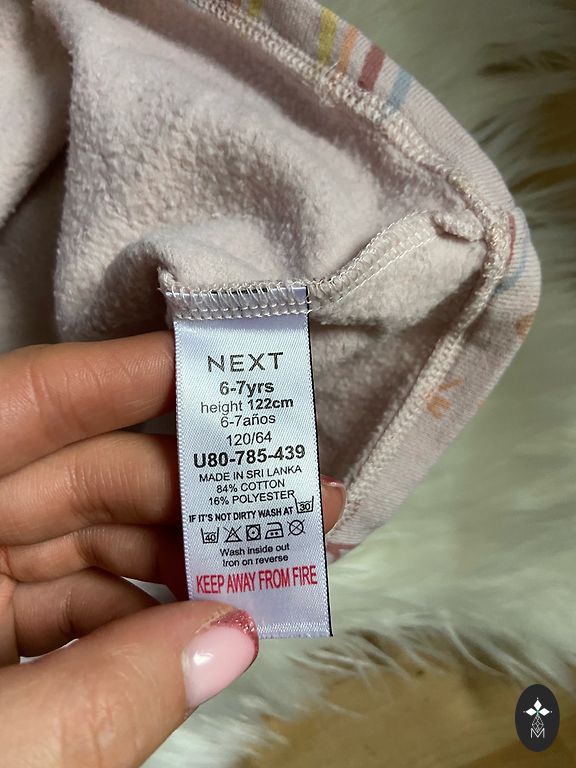 NEXT
6-7yrs
height 122cm
6-7años
120/64
U80-785-439
MADE IN SRI LANKA
84% COTTON
16% POLYESTER
IF IT'S NOT DIRTY WASH AT 30
40
Wash inside out
Iron on reverse
KEEP AWAY FROM FIRE
M